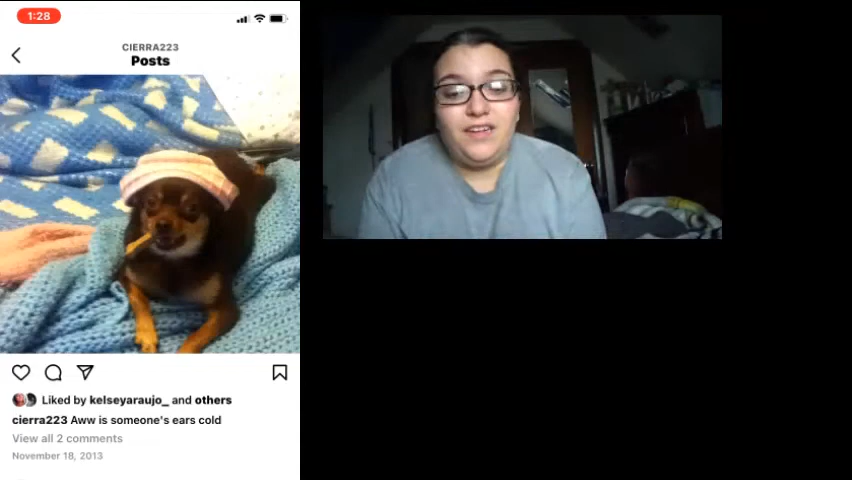 1:28
CIERRA223
Posts
Liked by kelseyaraujo_ and others
cierra223 Aww is someone's ears cold
View all 2 comments
November 18, 2013